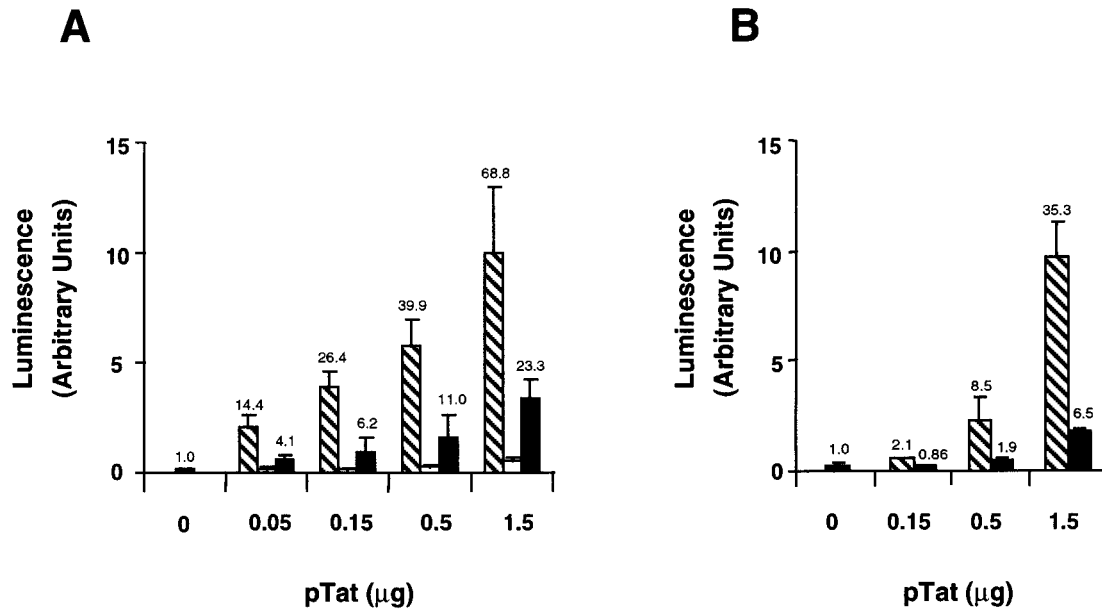 A
B
Luminescence
(Arbitrary Units)
15
10
5
0
1.0
14.4
4.1
26.4
6.2
39.9
11.0
68.8
23.3
0 0.05 0.15 0.5 1.5
pTat (μg)
Luminescence
(Arbitrary Units)
15
10
5
0
1.0
2.1
0.86
8.5
1.9
35.3
6.5
0 0.15 0.5 1.5
pTat (μg)